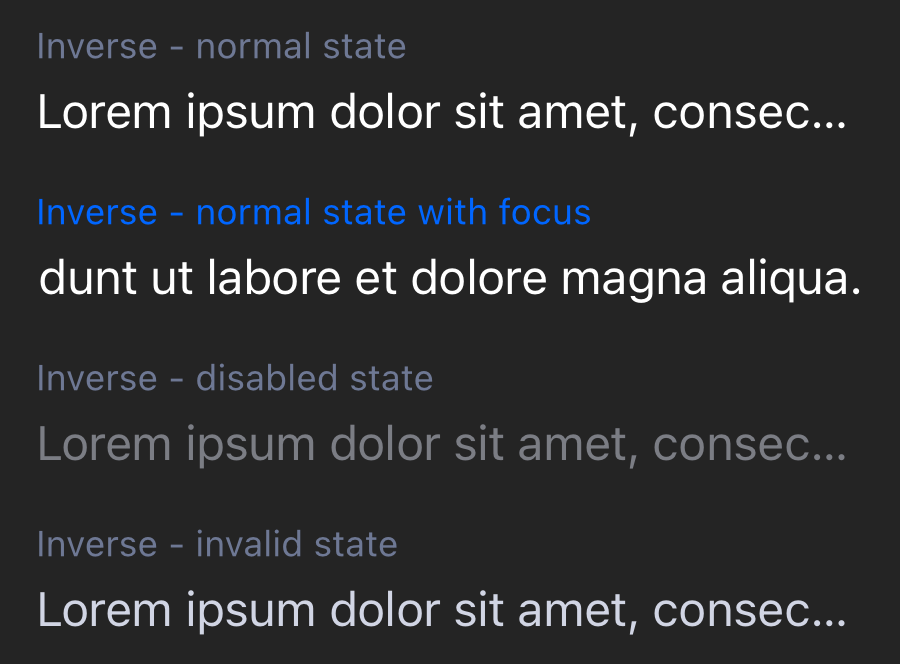 Inverse - normal state
Lorem ipsum dolor sit amet, consec...
Inverse - normal state with focus
dunt ut labore et dolore magna aliqua.
Inverse - disabled state
Lorem ipsum dolor sit amet, consec...
Inverse - invalid state
Lorem ipsum dolor sit amet, consec...